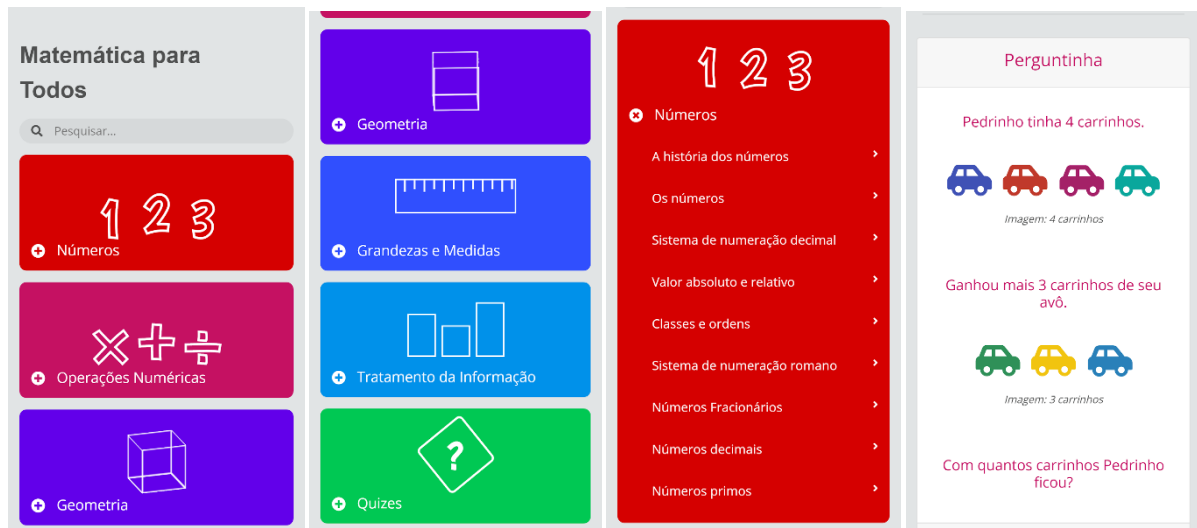 Matemática para
Todos
Pesquisar...
1 2 3
Números
Operações Numéricas
Geometria
Geometria
Grandezas e Medidas
Tratamento da Informação
?
Quizes
1 2 3
Números
A história dos números
Os números
Sistema de numeração decimal
Valor absoluto e relativo
Classes e ordens
Sistema de numeração romano
Números Fracionários
Números decimais
Números primos
Perguntinha
Pedrinho tinha 4 carrinhos.
Imagem: 4 carrinhos
Ganhou mais 3 carrinhos de seu
avô.
Imagem: 3 carrinhos
Com quantos carrinhos Pedrinho
ficou?